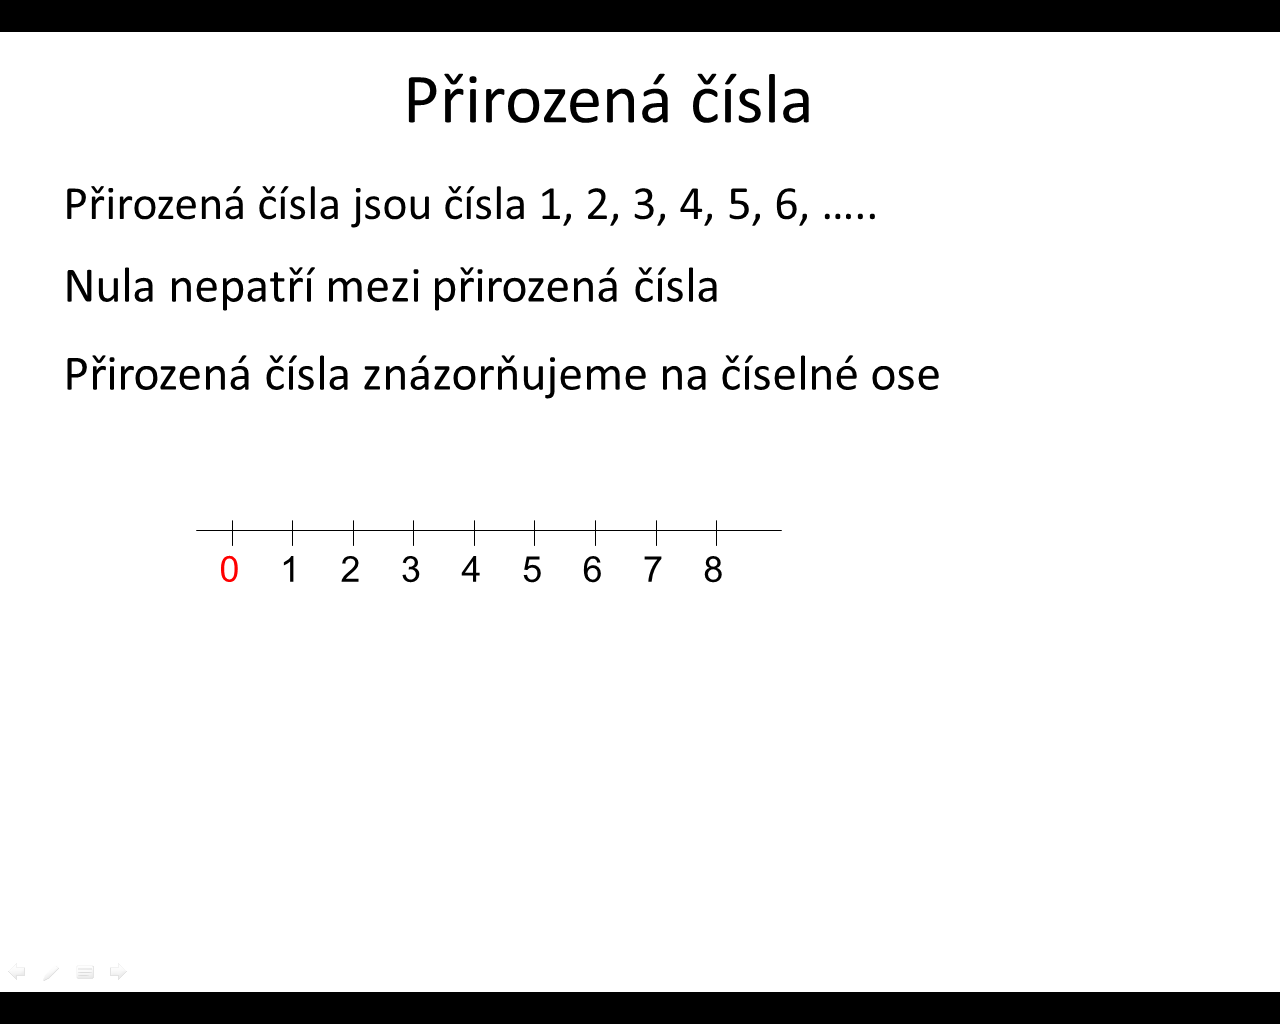 Přirozená čísla
Přirozená čísla jsou čísla 1, 2, 3, 4, 5, 6, …..
Nula nepatří mezi přirozená čísla
Přirozená čísla znázorňujeme na číselné ose
0 1 2 3 4 5 6 7 8